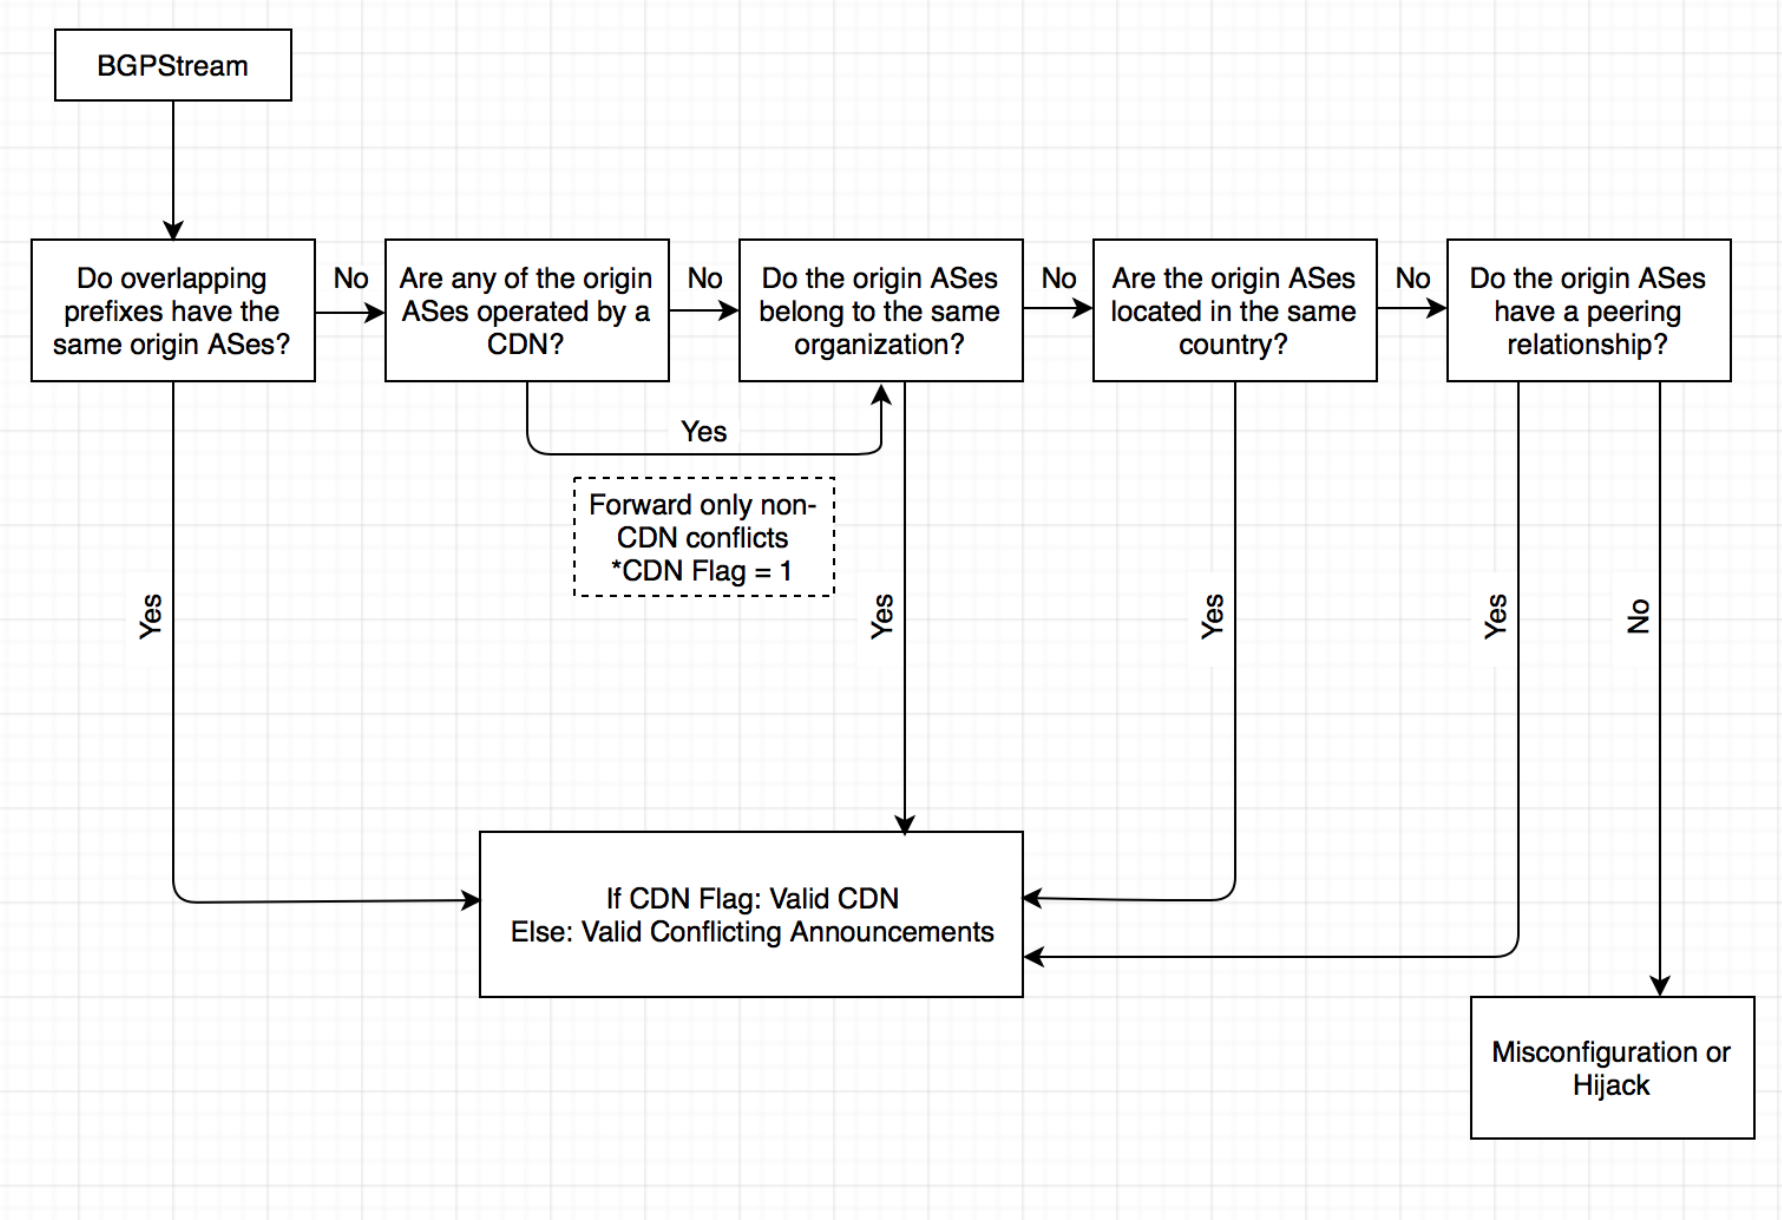 BGPStream
Do overlapping
prefixes have the
same origin ASes?
No
Are any of the origin
ASes operated by a
CDN?
No
Do the origin ASes
belong to the same
organization?
No
Are the origin ASes
located in the same
country?
No
Do the origin ASes
have a peering
relationship?
Yes
Forward only non-
CDN conflicts
*CDN Flag = 1
Yes
Yes
Yes
Yes
No
If CDN Flag: Valid CDN
Else: Valid Conflicting Announcements
Misconfiguration or
Hijack